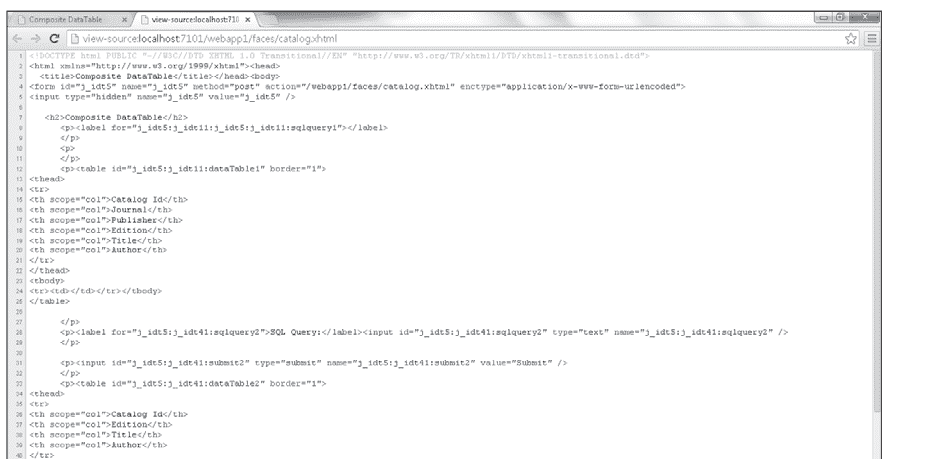 Composite DataTable
view-source:localhost:710
view-source:localhost:7101/webapp1/faces/catalog.xhtml
1 <!DOCTYPE html PUBLIC "-//W3C//DTD XHTML 1.0 Transitional//EN" "http://www.w3.org/TR/xhtml1/DTD/xhtml1-transitional.dtd">
2 <html xmlns="http://www.w3.org/1999/xhtml"><head>
3 <title>Composite DataTable</title></head><body>
4 <form id="j_idt5" name="j_idt5" method="post" action="/webapp1/faces/catalog.xhtml" enctype="application/x-www-form-urlencoded">
5 <input type="hidden" name="j_idt5" value="j_idt5" />
6
7 <h2>Composite DataTable</h2>
8 <p><label for="j_idt5:j_idt11:j_idt5:j_idt11:sqlquery1"></label>
9 </p>
10 <p>
11 </p>
12 <p><table id="j_idt5:j_idt11:dataTable1" border="1">
13 <thead>
14 <tr>
15 <th scope="col">Catalog Id</th>
16 <th scope="col">Journal</th>
17 <th scope="col">Publisher</th>
18 <th scope="col">Edition</th>
19 <th scope="col">Title</th>
20 <th scope="col">Author</th>
21 </tr>
22 </thead>
23 <tbody>
24 <tr><td></td></tr></tbody>
25 </table>
26
27 </p>
28 <p><label for="j_idt5:j_idt41:sqlquery2">SQL Query:</label><input id="j_idt5:j_idt41:sqlquery2" type="text" name="j_idt5:j_idt41:sqlquery2" />
29 </p>
30
31 <p><input id="j_idt5:j_idt41:submit2" type="submit" name="j_idt5:j_idt41:submit2" value="Submit" />
32 </p>
33 <p><table id="j_idt5:j_idt41:dataTable2" border="1">
34 <thead>
35 <tr>
36 <th scope="col">Catalog Id</th>
37 <th scope="col">Edition</th>
38 <th scope="col">Title</th>
39 <th scope="col">Author</th>
40 </tr>